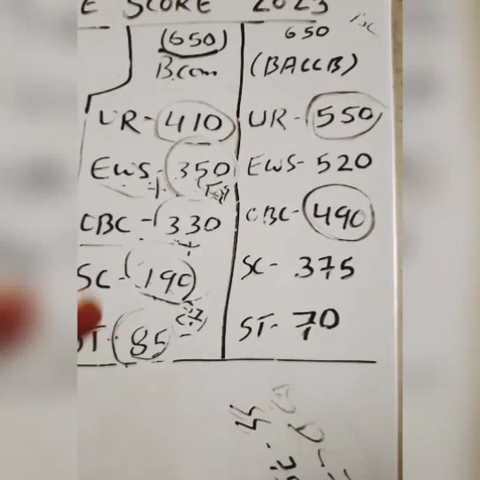 E SCORE 2023
(650) 650
B.com (BALLB)
UR-410 UR-550
EWS-350 EWS-520
OBC-330 OBC-490
SC-190 SC-375
ST-85 ST-70